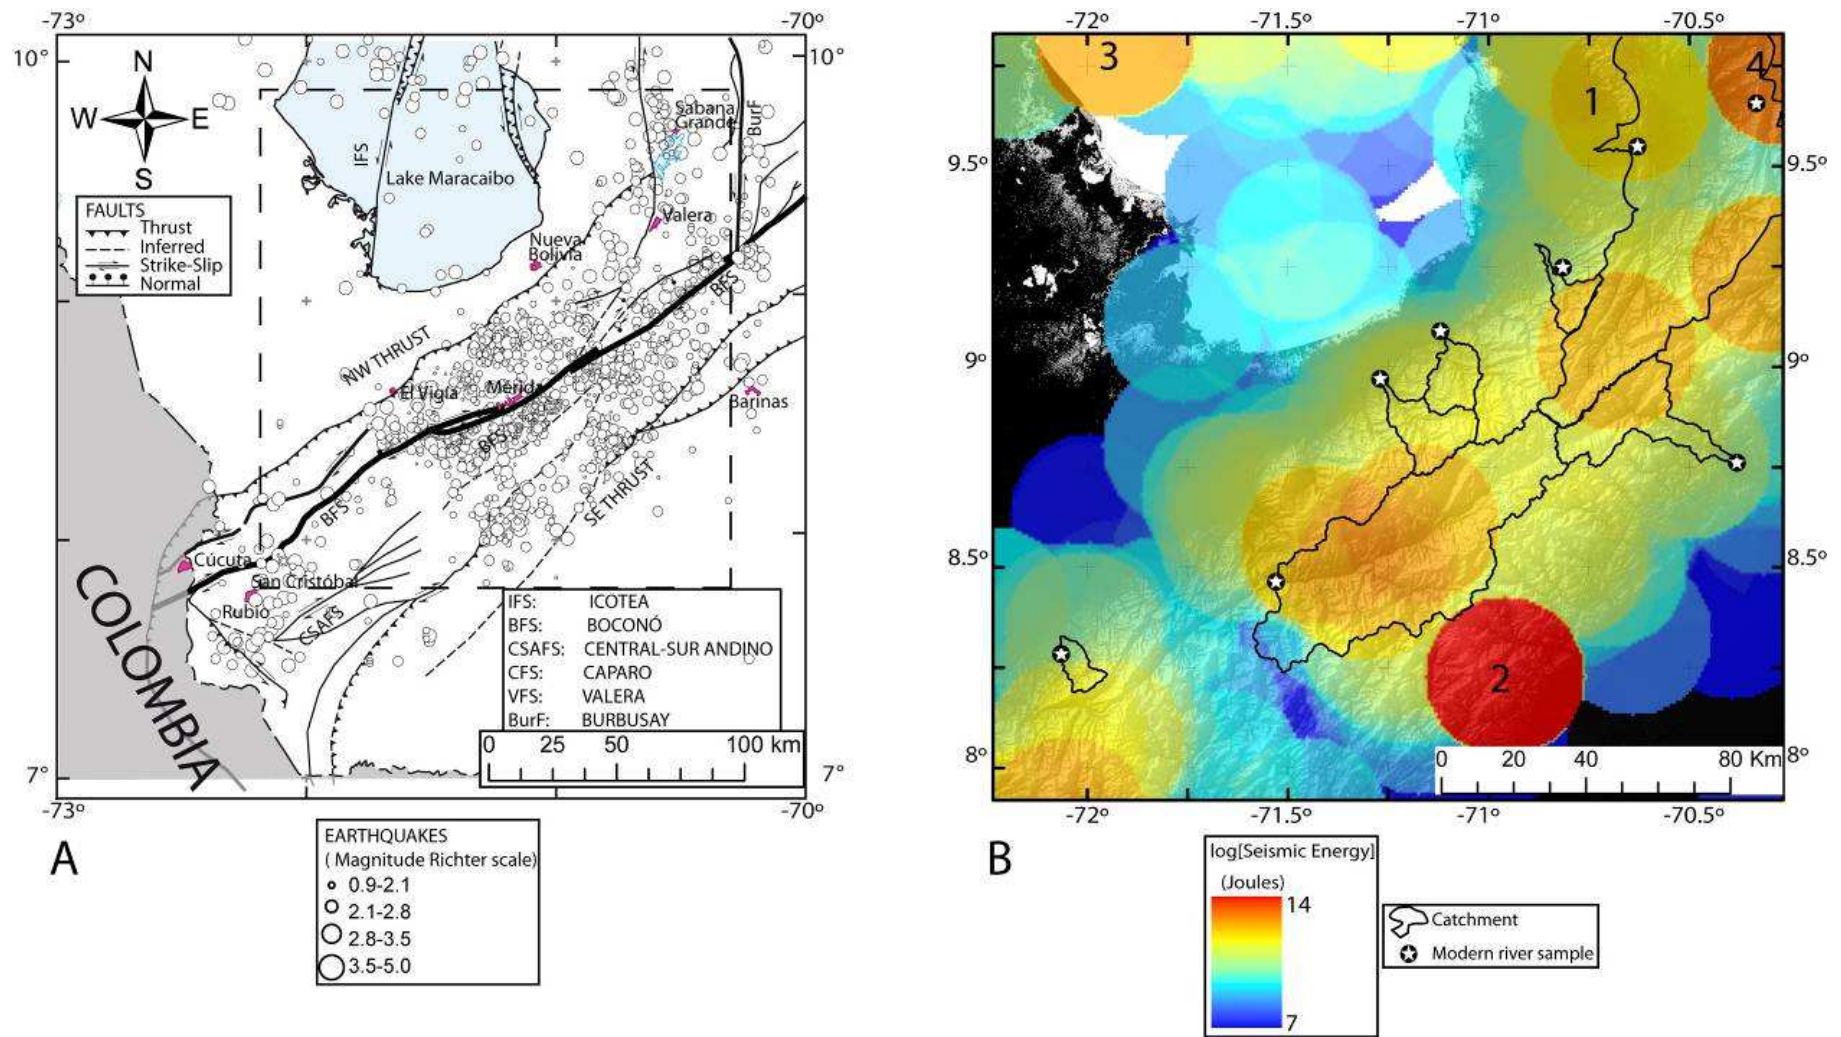 -73°
-70°
10°
10°
N
W
E
S
Sabana
Grande
BurF
IFS
Lake Maracaibo
FAULTS
Thrust
Inferred
Strike-Slip
Normal
Valera
Nueva
Bolivia
BFS
NW THRUST
El Vigía
Mérida
Barinas
BFS
SE THRUST
BFS
Cúcuta
San Cristóbal
Rubio
CSAFS
COLOMBIA
IFS: ICOTEA
BFS: BOCONÓ
CSAFS: CENTRAL-SUR ANDINO
CFS: CAPARO
VFS: VALERA
BurF: BURBUSAY
0 25 50 100 km
7°
7°
-73°
-70°
A
EARTHQUAKES
( Magnitude Richter scale)
0.9-2.1
2.1-2.8
2.8-3.5
3.5-5.0
-72°
-71.5°
-71°
-70.5°
3
4
1
9.5°
9.5°
9°
9°
8.5°
8.5°
2
0 20 40 80 Km
8°
8°
-72°
-71.5°
-71°
-70.5°
B
log[Seismic Energy]
(Joules)
14
7
Catchment
Modern river sample